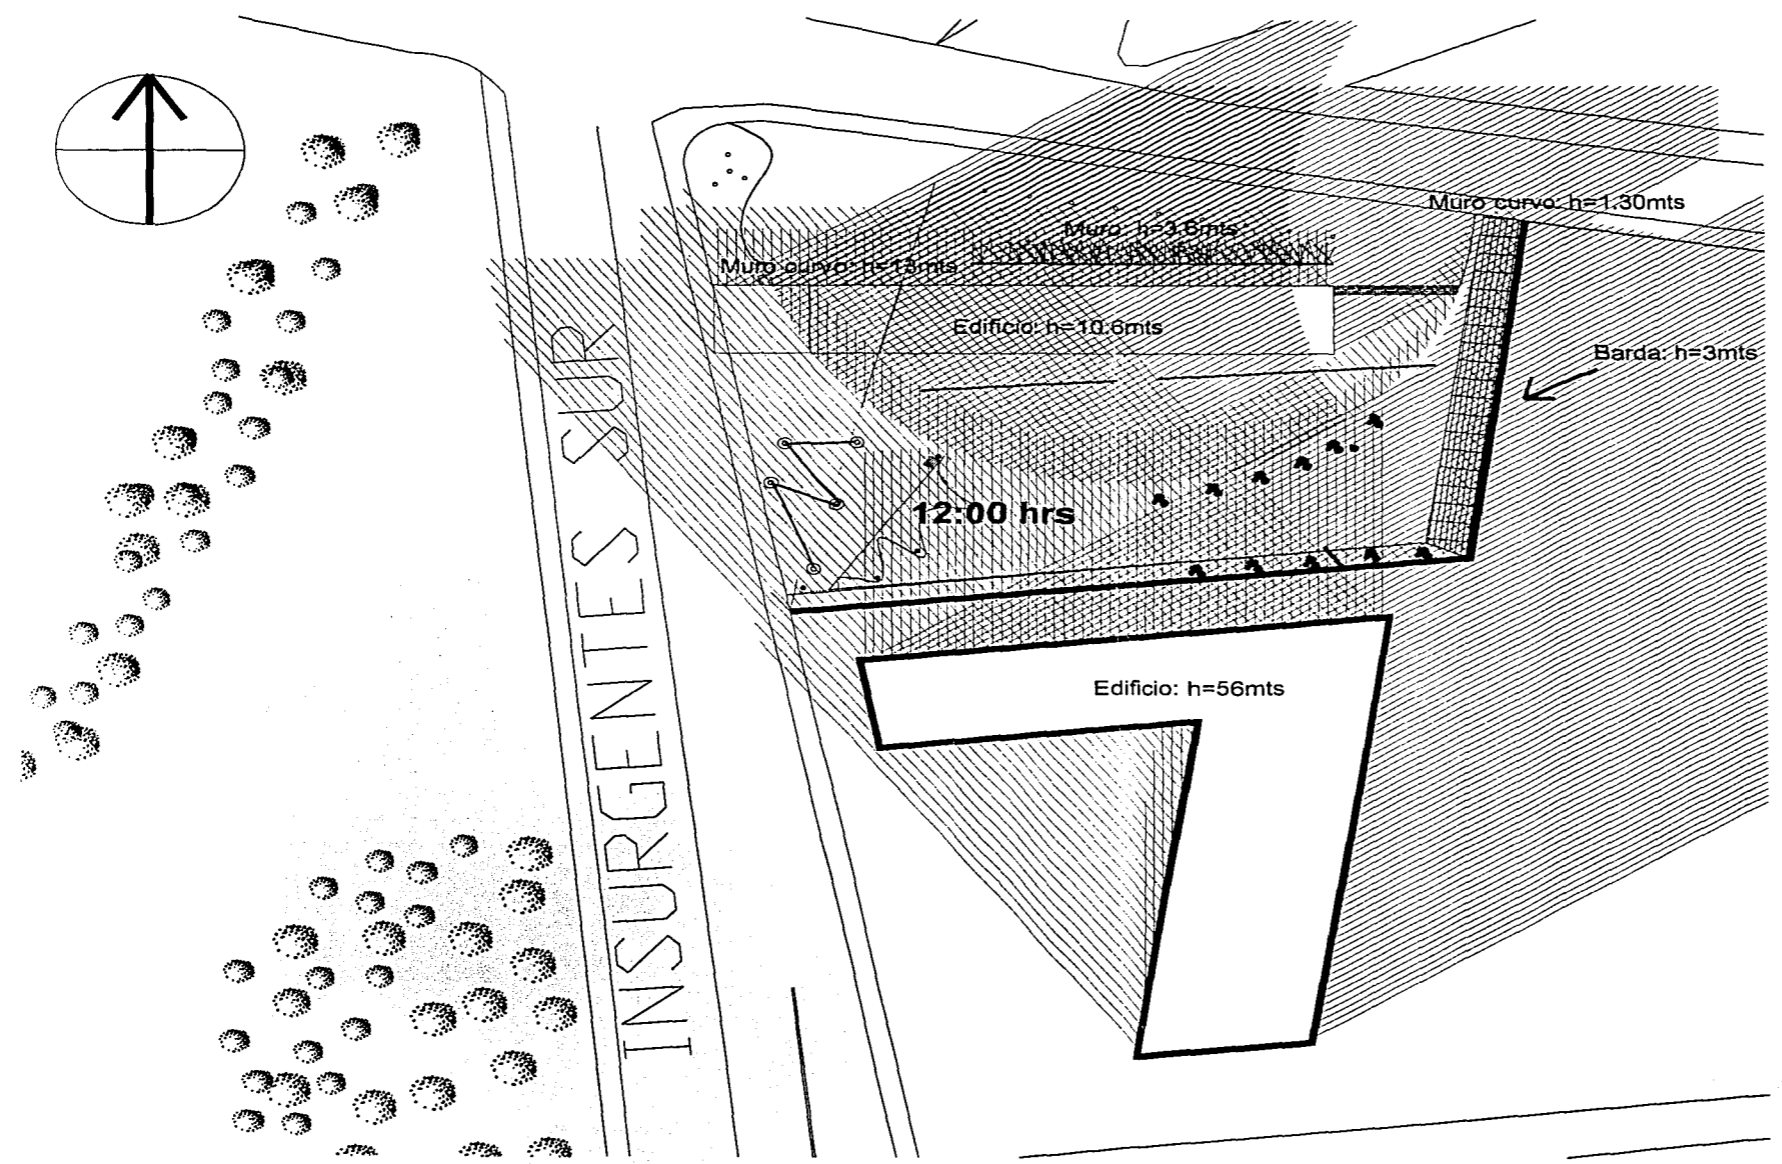 Muro curvo: h=1.30mts
Muro: h=3.6mts
Muro curvo: h=13mts
Edificio: h=10.6mts
Barda: h=3mts
12:00 hrs
Edificio: h=56mts
INSURGENTES SUR